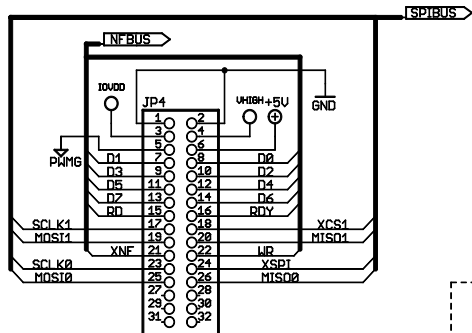 SPIBUS
NFBUS
IOVDD VHIGH +5V
JP4 GND
1 2
3 4
PWMG 5 6
D1 7 8 D0
D3 9 10 D2
D5 11 12 D4
D7 13 14 D6
RD 15 16 RDY
SCLK1 17 18 XCS1
MOSI1 19 20 MISO1
XNF 21 22 WR
SCLK0 23 24 XSPI
MOSI0 25 26 MISO0
27 28
29 30
31 32